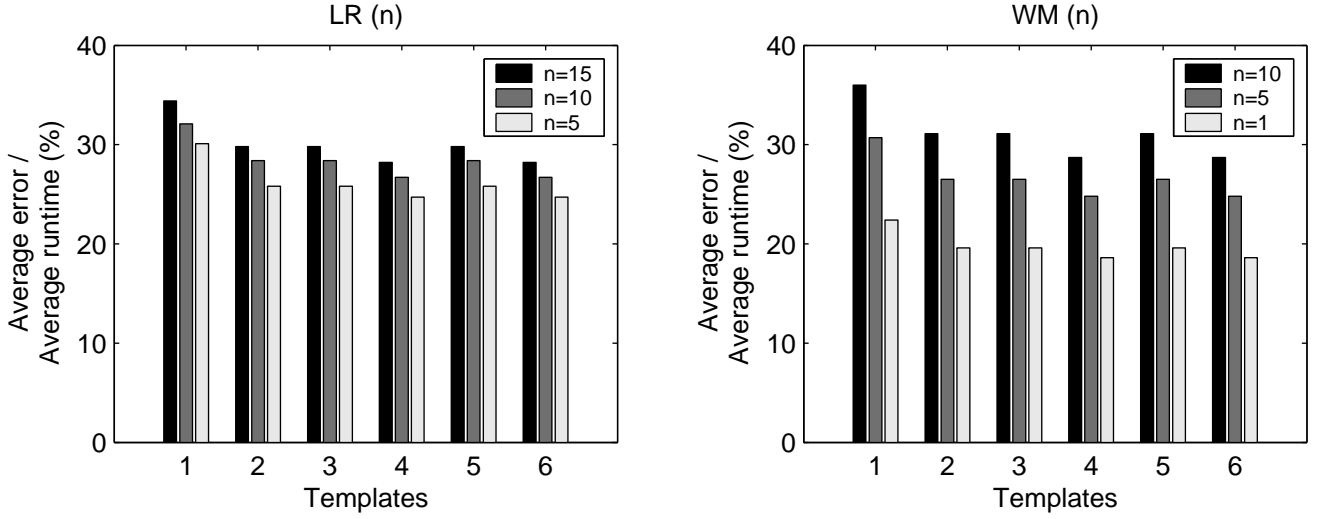 LR (n)
40
30
20
10
0
Average error /
Average runtime (%)
n=15
n=10
n=5
1 2 3 4 5 6
Templates
WM (n)
40
30
20
10
0
Average error /
Average runtime (%)
n=10
n=5
n=1
1 2 3 4 5 6
Templates